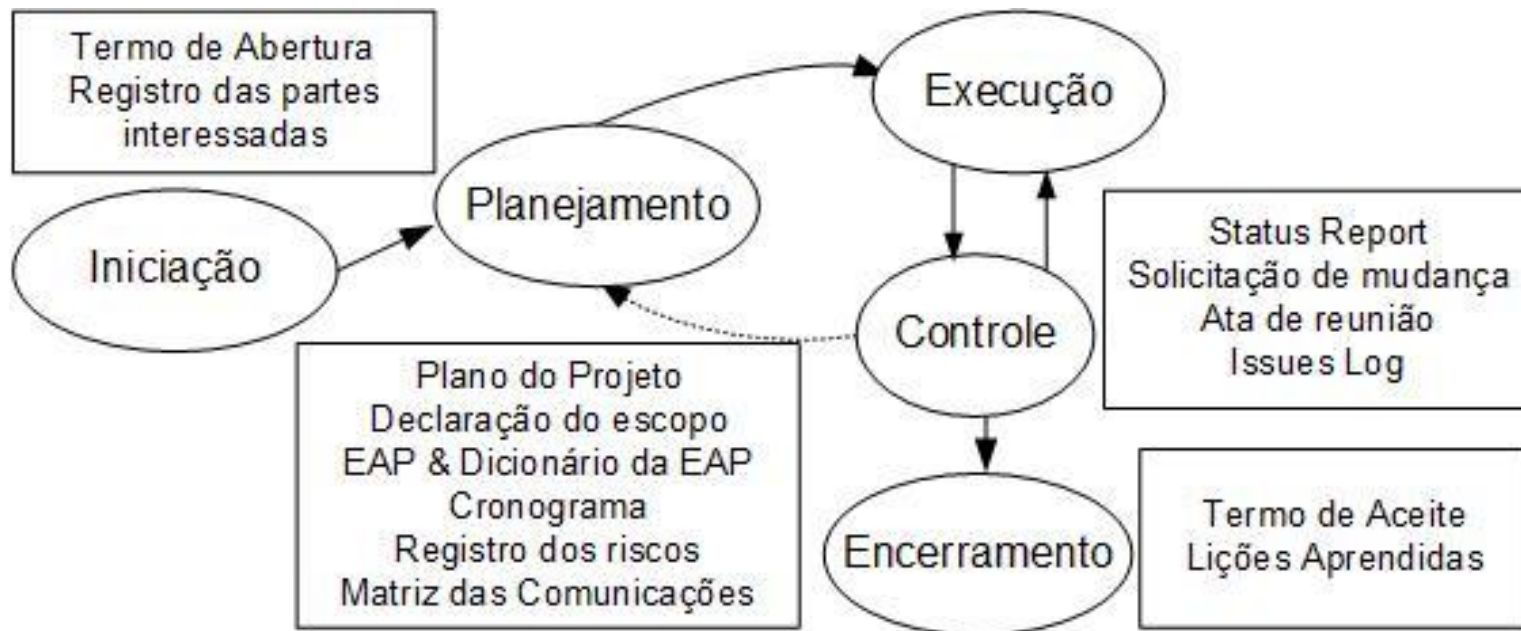 Termo de Abertura
Registro das partes
interessadas
Iniciação
Planejamento
Execução
Controle
Status Report
Solicitação de mudança
Ata de reunião
Issues Log
Plano do Projeto
Declaração do escopo
EAP & Dicionário da EAP
Cronograma
Registro dos riscos
Matriz das Comunicações
Encerramento
Termo de Aceite
Lições Aprendidas